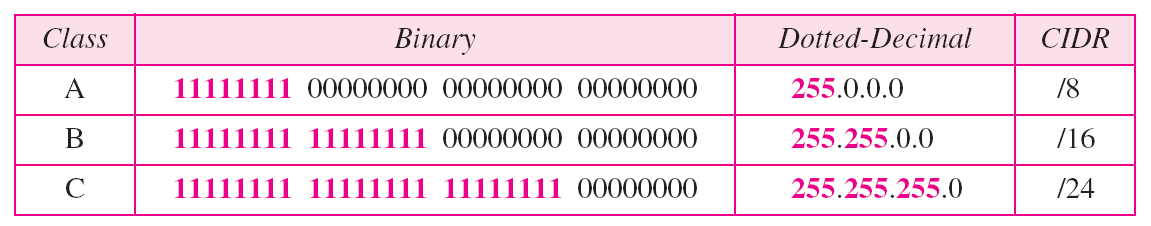 Class Binary Dotted-Decimal CIDR
A 11111111 00000000 00000000 00000000 255.0.0.0 /8
B 11111111 11111111 00000000 00000000 255.255.0.0 /16
C 11111111 11111111 11111111 00000000 255.255.255.0 /24